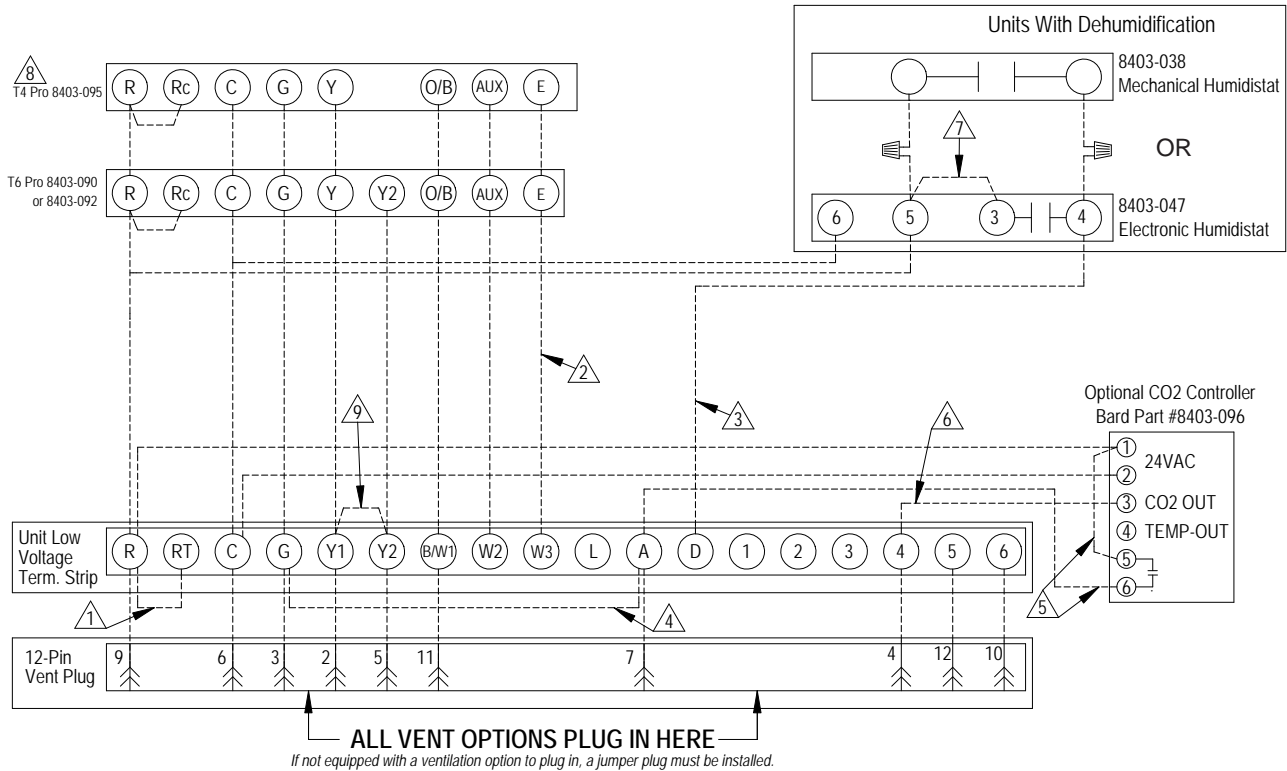 Units With Dehumidification
8
T4 Pro 8403-095
R Rc C G Y O/B AUX E
8403-038
Mechanical Humidistat
7
OR
T6 Pro 8403-090
or 8403-092
R Rc C G Y Y2 O/B AUX E
6 5 3 4
8403-047
Electronic Humidistat
2
3
9
6
Optional CO2 Controller
Bard Part #8403-096
1
24VAC
2
3 CO2 OUT
4 TEMP-OUT
5
6
5
Unit Low
Voltage
Term. Strip
R RT C G Y1 Y2 B/W1 W2 W3 L A D 1 2 3 4 5 6
1
4
12-Pin
Vent Plug
9 6 3 2 5 11 7 4 12 10
ALL VENT OPTIONS PLUG IN HERE
If not equipped with a ventilation option to plug in, a jumper plug must be installed.